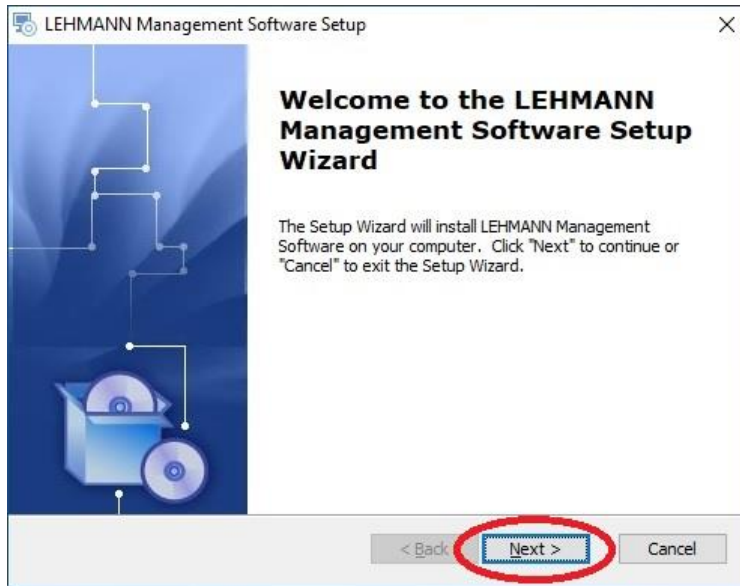 LEHMANN Management Software Setup
Welcome to the LEHMANN
Management Software Setup
Wizard
The Setup Wizard will install LEHMANN Management
Software on your computer. Click "Next" to continue or
"Cancel" to exit the Setup Wizard.
< Back
Next >
Cancel